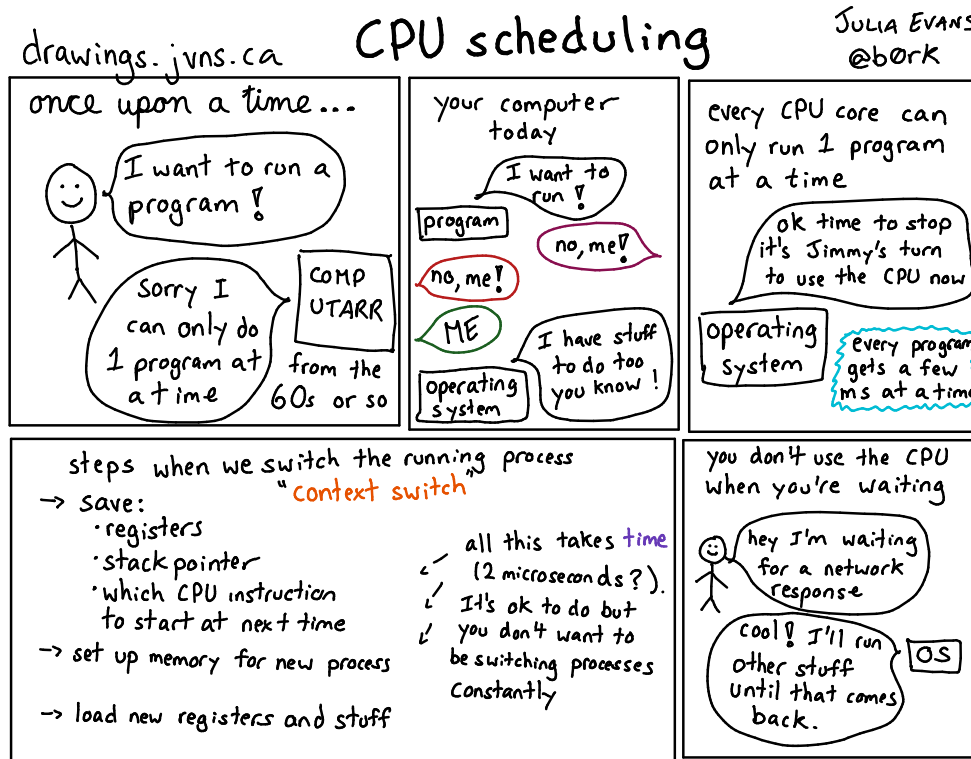 drawings.jvns.ca
CPU scheduling
JULIA EVANS
@b0rk
once upon a time...
I want to run a
program!
Sorry I
can only do
1 program at
a time
COMP
UTARR
from the
60s or so
your computer
today
I want to
run!
program
no, me!
no, me!
ME
I have stuff
to do too
you know!
operating
system
every CPU core can
only run 1 program
at a time
ok time to stop
it's Jimmy's turn
to use the CPU now
operating
system
every program
gets a few
ms at a time
steps when we switch the running process
"context switch"
→ save:
· registers
· stack pointer
· which CPU instruction
to start at next time
→ set up memory for new process
→ load new registers and stuff
all this takes time
(2 microseconds?).
It's ok to do but
you don't want to
be switching processes
constantly
you don't use the CPU
when you're waiting
hey I'm waiting
for a network
response
cool! I'll run
other stuff
until that comes
back.
OS